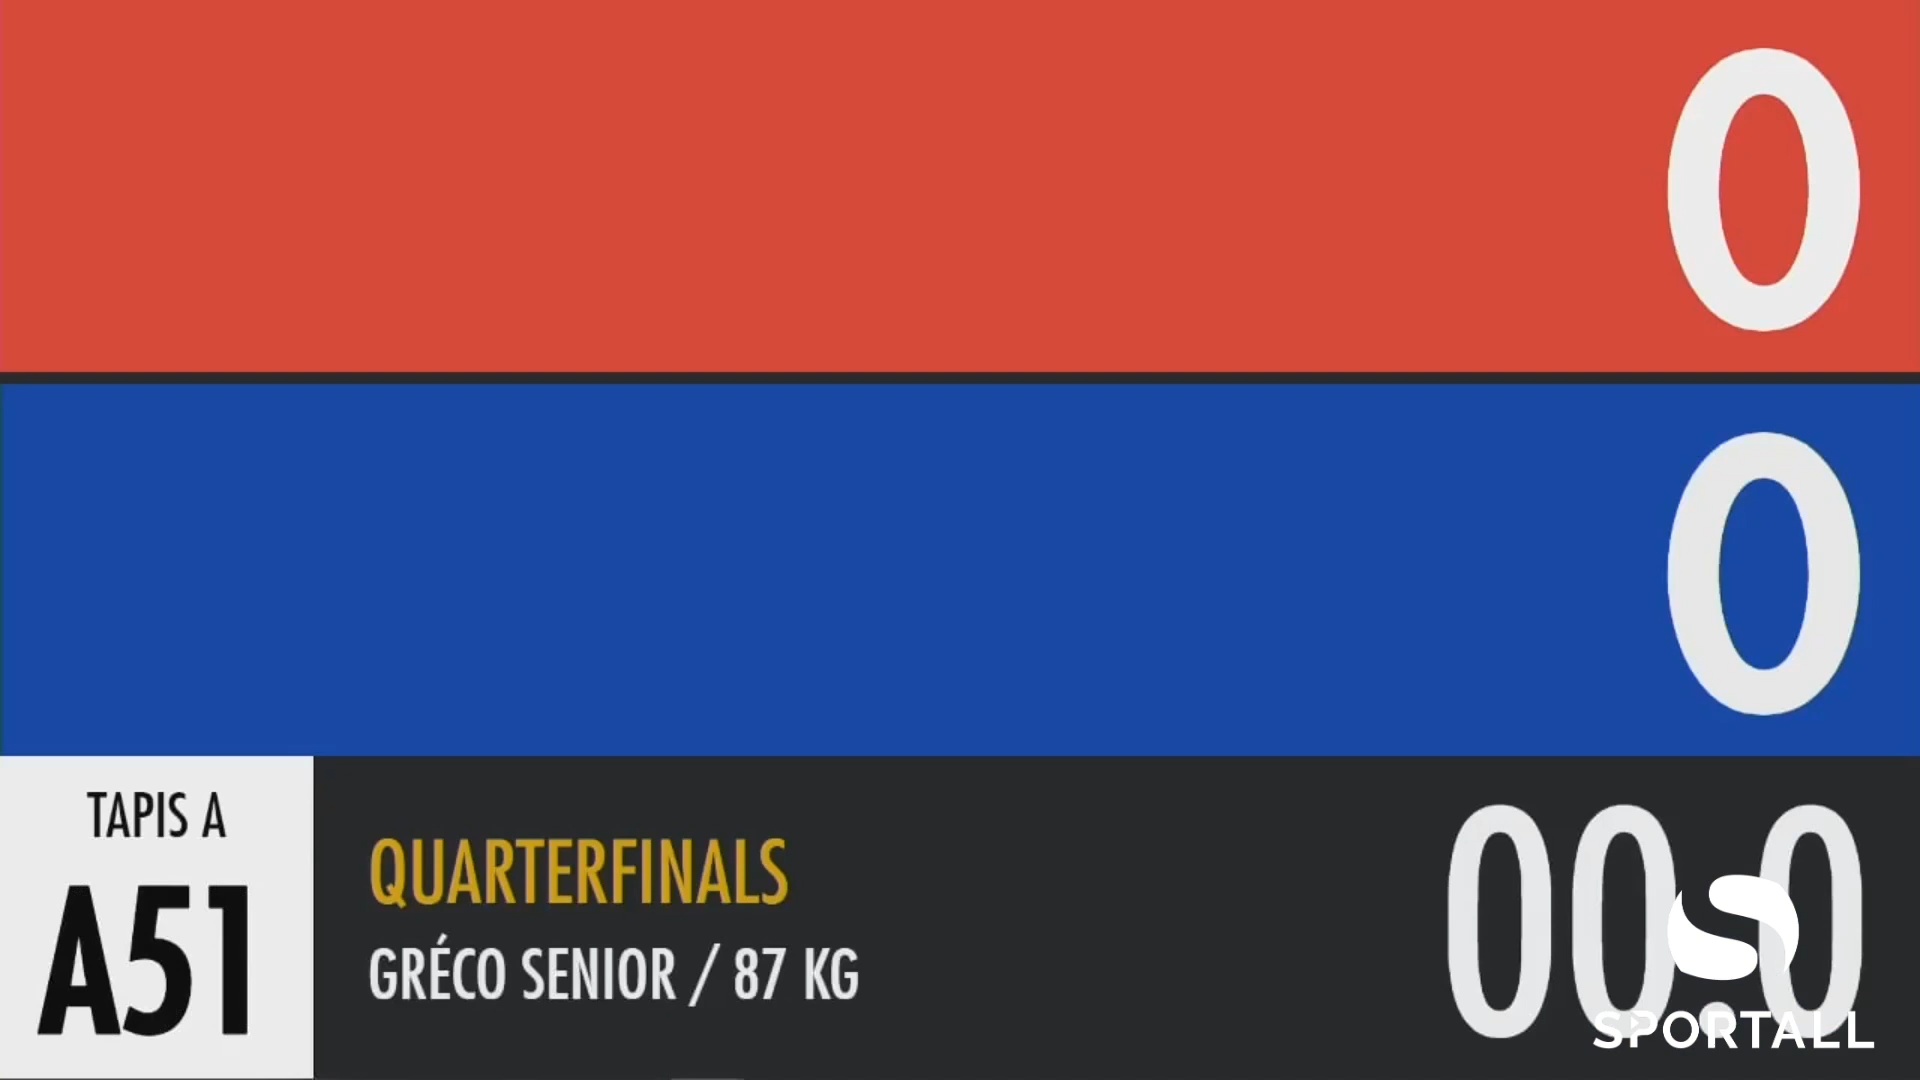 0
0
TAPIS A
A51
QUARTERFINALS
GRÉCO SENIOR / 87 KG
00.0
SPORTALL